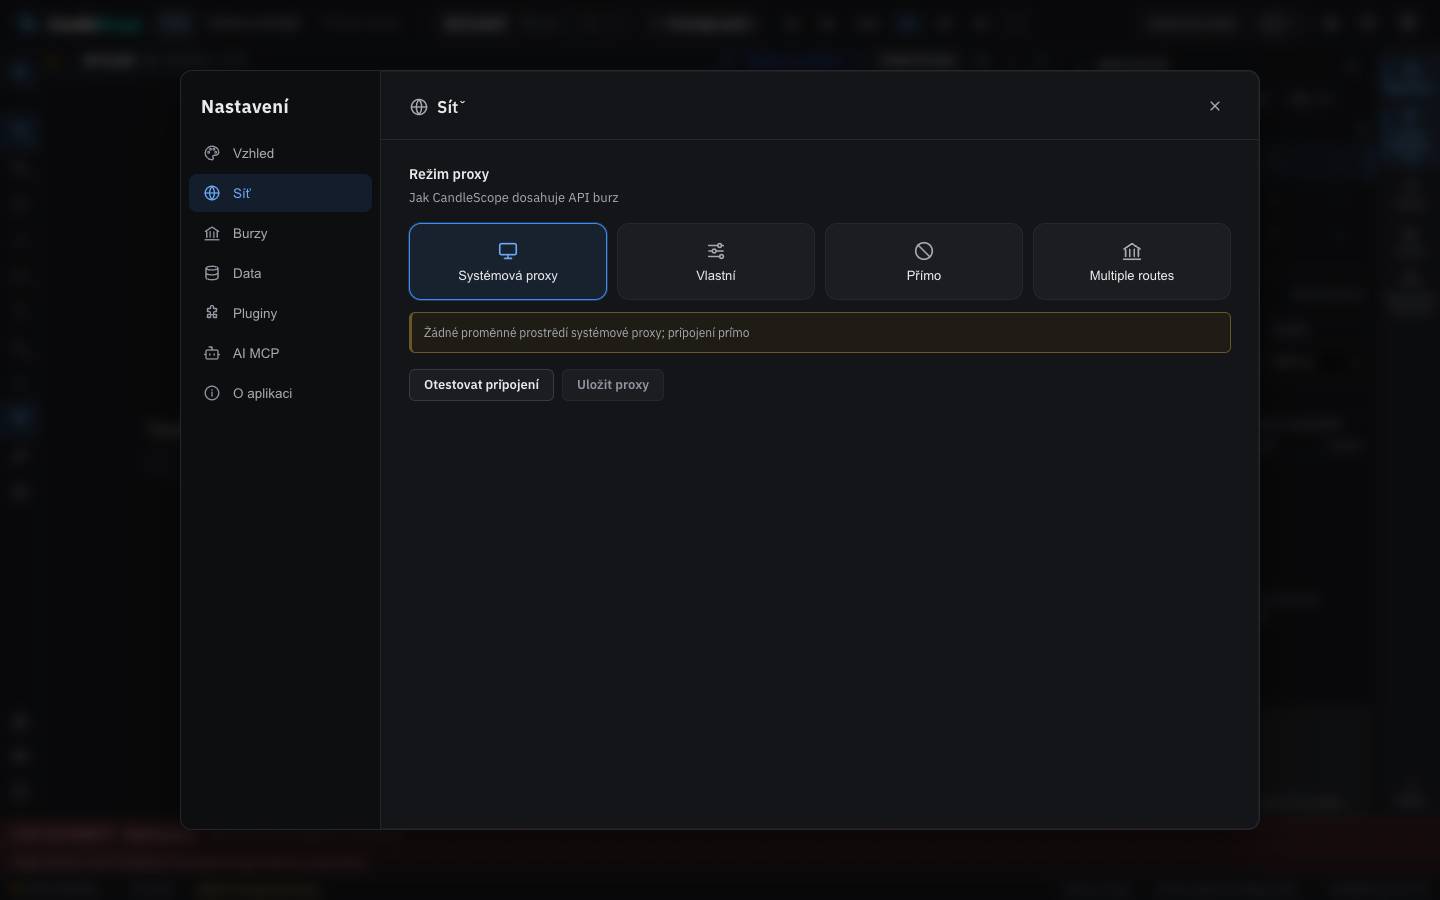 Nastavení
Vzhled
Síť
Burzy
Data
Pluginy
AI MCP
O aplikaci
Síť
Režim proxy
Jak CandleScope dosahuje API burz
Systémová proxy
Vlastní
Přímo
Multiple routes
Žádné proměnné prostředí systémové proxy; připojení přímo
Otestovat připojení
Uložit proxy